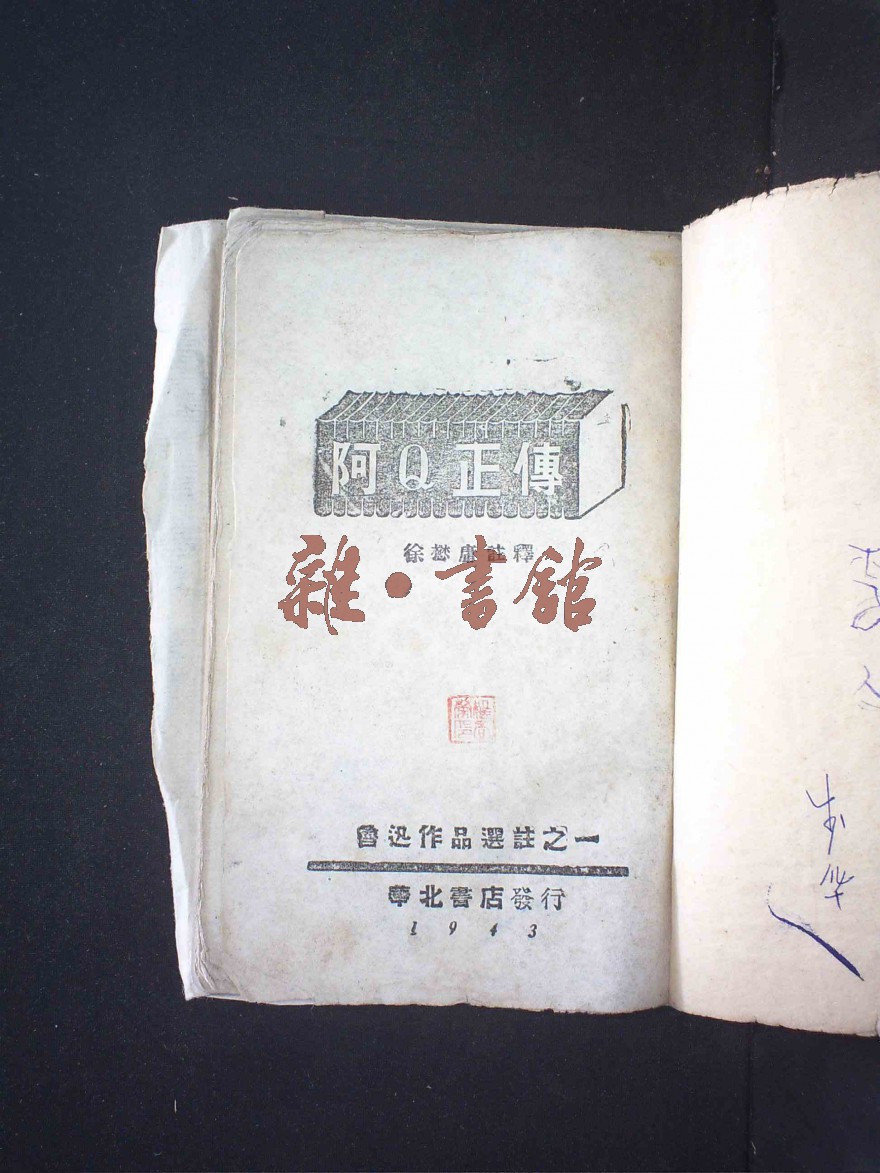 阿Q正傳
徐懋庸註釋
雜·書館
魯迅作品選註之一
華北書店發行
1943